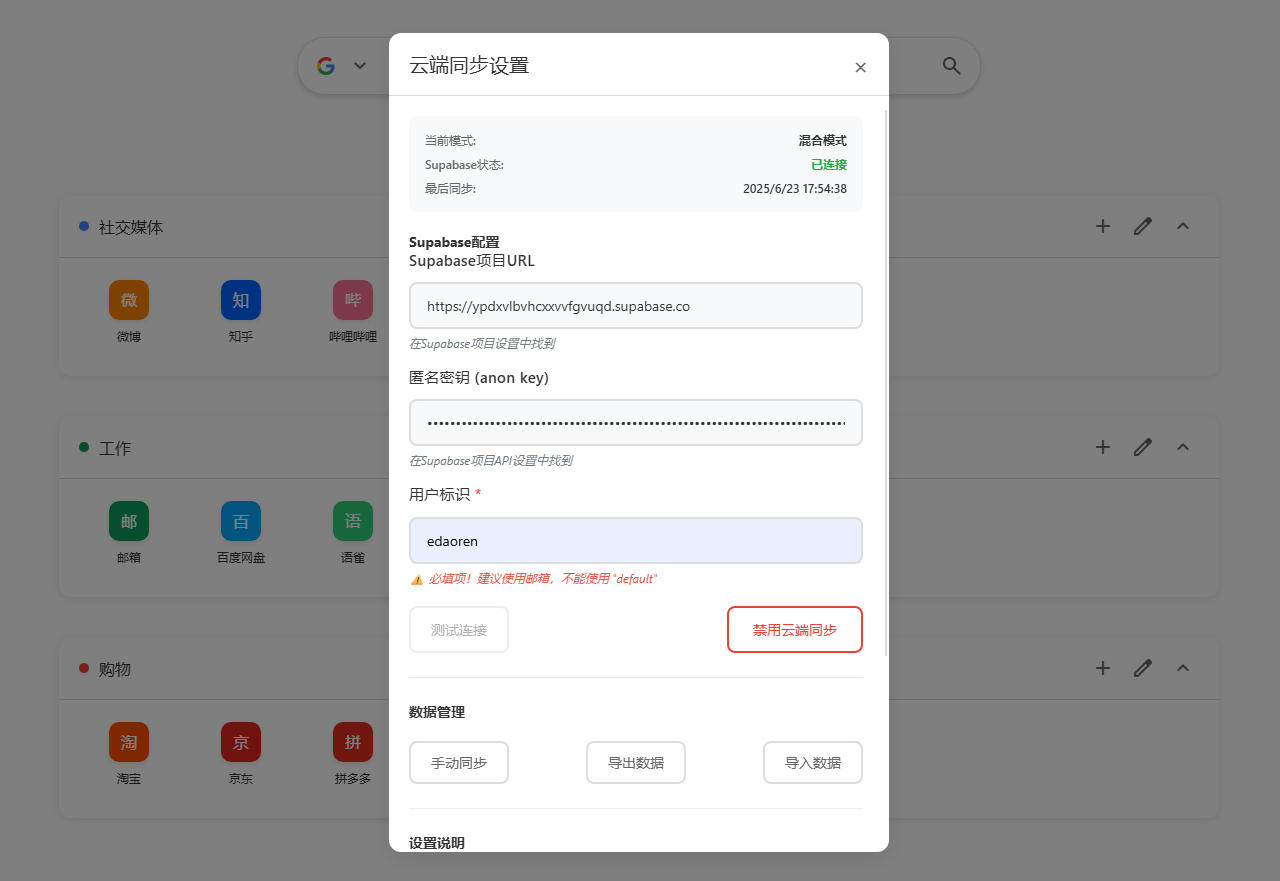 云端同步设置
×
当前模式: 混合模式
Supabase状态: 已连接
最后同步: 2025/6/23 17:54:38
Supabase配置
Supabase项目URL
https://ypdxvlbvhcxxvvfgvuqd.supabase.co
在Supabase项目设置中找到
匿名密钥 (anon key)
在Supabase项目API设置中找到
用户标识 *
edaoren
⚠️ 必填项！建议使用邮箱，不能使用 "default"
测试连接 禁用云端同步
数据管理
手动同步 导出数据 导入数据
设置说明
社交媒体
微 知 哔
微博 知乎 哔哩哔哩
工作
邮 百 语
邮箱 百度网盘 语雀
购物
淘 京 拼
淘宝 京东 拼多多